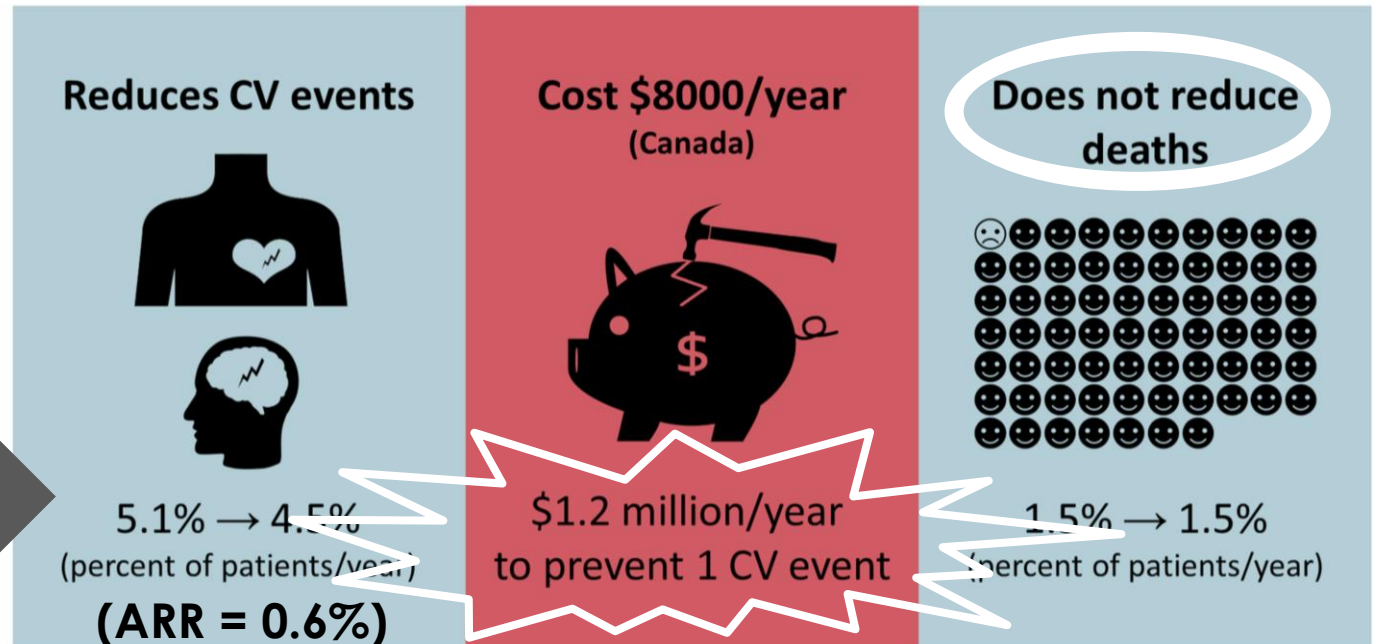 Reduces CV events
5.1% → 4.5%
(percent of patients/year)
(ARR = 0.6%)
Cost $8000/year
(Canada)
$
$1.2 million/year
to prevent 1 CV event
Does not reduce
deaths
1.5% → 1.5%
(percent of patients/year)